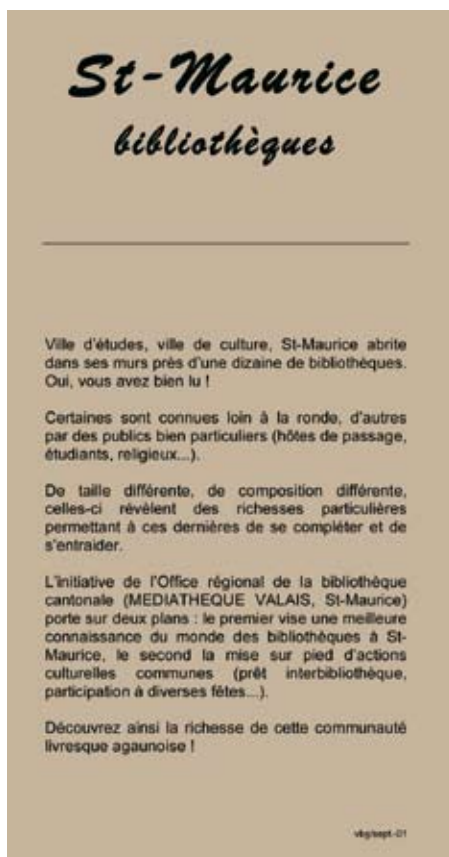 St-Maurice
bibliothèques
Ville d'études, ville de culture, St-Maurice abrite
dans ses murs près d'une dizaine de bibliothèques.
Oui, vous avez bien lu !
Certaines sont connues loin à la ronde, d'autres
par des publics bien particuliers (hôtes de passage,
étudiants, religieux...).
De taille différente, de composition différente,
celles-ci révèlent des richesses particulières
permettant à ces dernières de se compléter et de
s'entraider.
L'initiative de l'Office régional de la bibliothèque
cantonale (MEDIATHEQUE VALAIS, St-Maurice)
porte sur deux plans : le premier vise une meilleure
connaissance du monde des bibliothèques à St-
Maurice, le second la mise sur pied d'actions
culturelles communes (prêt interbibliothèque,
participation à diverses fêtes...).
Découvrez ainsi la richesse de cette communauté
livresque agaunoise !
vbg/sept.-01